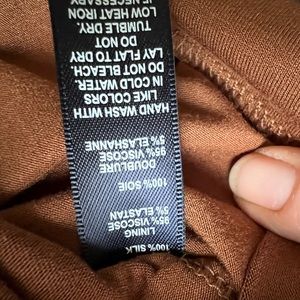 100% SILK
LINING
95% VISCOSE
5% ELASTAN
100% SOIE
DOUBLURE
95% VISCOSE
5% ELASHANNE
HAND WASH WITH
LIKE COLORS
IN COLD WATER.
DO NOT BLEACH.
LAY FLAT TO DRY
DO NOT
TUMBLE DRY.
LOW HEAT IRON
IF NECESSARY